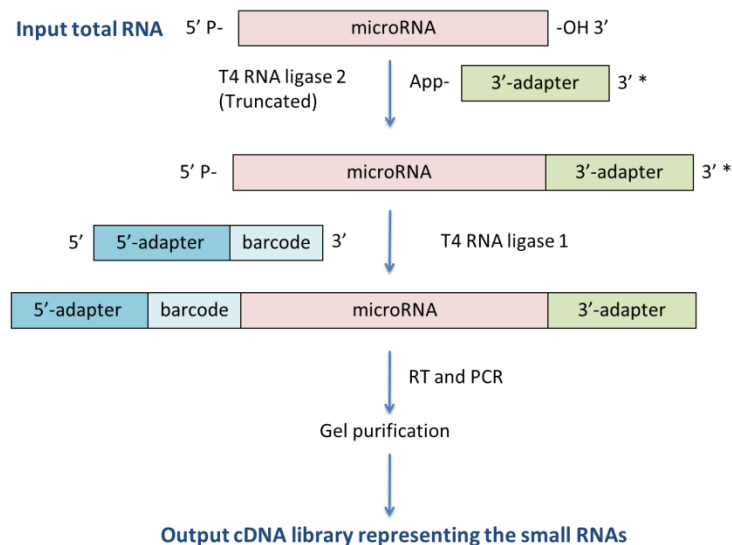 Input total RNA 5’ P- microRNA -OH 3’
T4 RNA ligase 2
(Truncated)
App- 3’-adapter 3’ *
5’ P- microRNA 3’-adapter 3’ *
5’ 5’-adapter barcode 3’
T4 RNA ligase 1
5’-adapter barcode microRNA 3’-adapter
RT and PCR
Gel purification
Output cDNA library representing the small RNAs